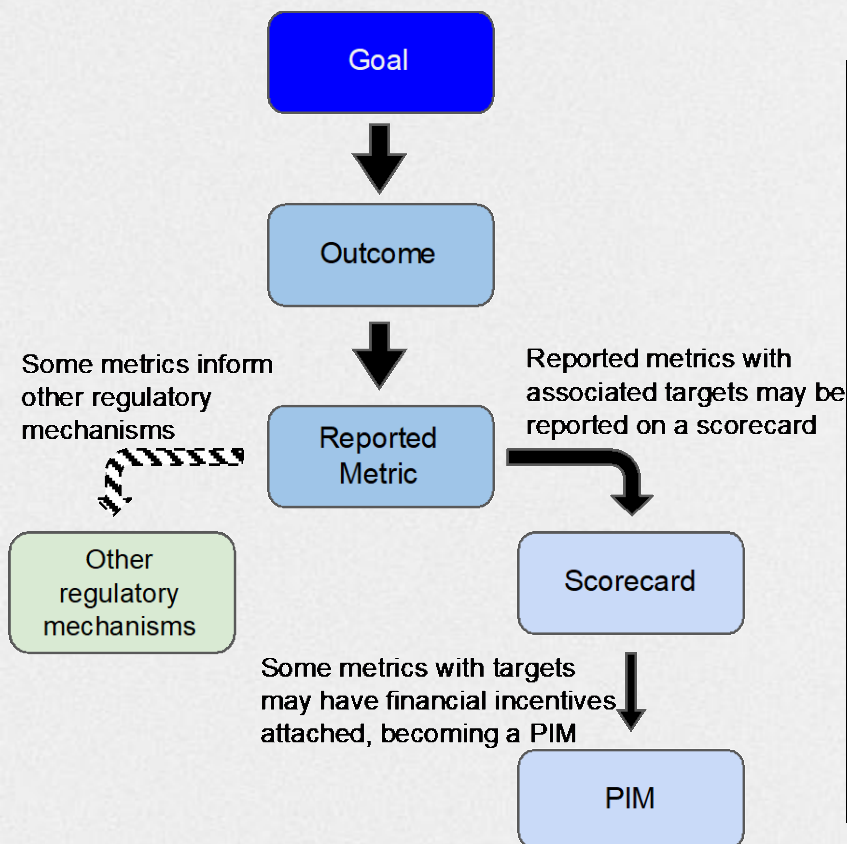 Goal
Outcome
Some metrics inform
other regulatory
mechanisms
Reported metrics with
associated targets may be
reported on a scorecard
Reported
Metric
Other
regulatory
mechanisms
Scorecard
Some metrics with targets
may have financial incentives
attached, becoming a PIM
PIM